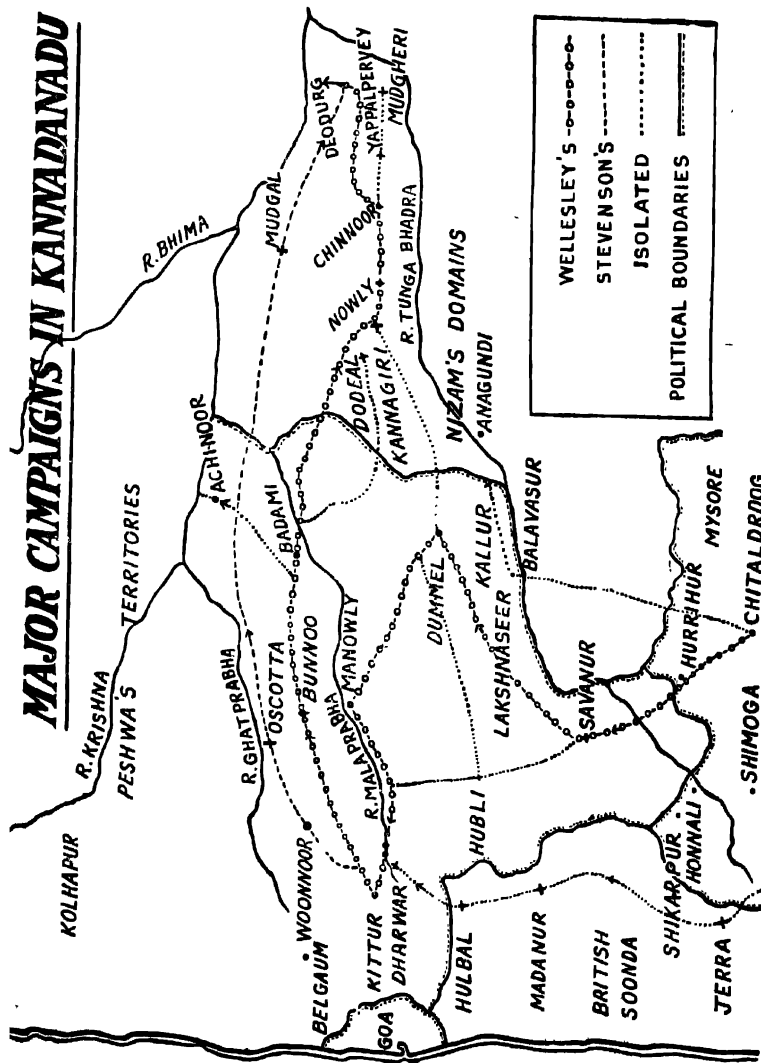 MAJOR CAMPAIGNS IN KANNADANADU
KOLHAPUR
R.KRISHNA
PESHWA'S TERRITORIES
R.BHIMA
R.GHATPRABHA
ACHINOOR
MUDGAL
DEODURG
WOONNOOR
OSCOTTA
BUNNOO
BADAMI
NOWLY
CHINNOOR
YAPPALPERVEY
BELGAUM
KITTUR
R.MALAPRABHA
MANOWLY
DODEAL
KANNAGIRI
MUDGHERI
R.TUNGA BHADRA
GOA
DHARWAR
DUMMEL
NIZAM'S DOMAINS
ANAGUNDI
HULBAL
HUBLI
LAKSHNASEER
KALLUR
BALAVASUR
MADANUR
SAVANUR
BRITISH
SOONDA
SHIKARPUR
HONNALI
HURRIHUR
MYSORE
JERRA
SHIMOGA
CHITALDROOG
WELLESLEY'S
STEVENSON'S
ISOLATED
POLITICAL BOUNDARIES